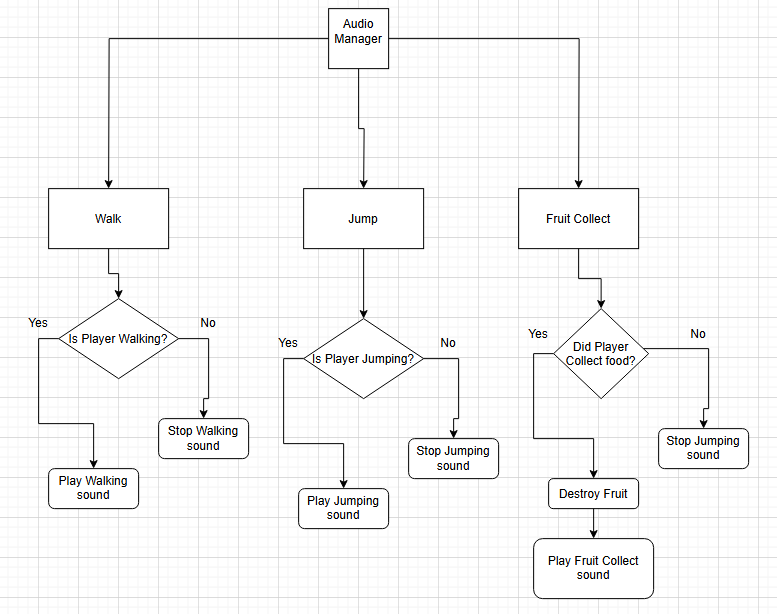 Audio
Manager
Walk
Jump
Fruit Collect
Yes
No
Is Player Walking?
Yes
No
Is Player Jumping?
Yes
No
Did Player
Collect food?
Stop Walking
sound
Play Walking
sound
Stop Jumping
sound
Play Jumping
sound
Stop Jumping
sound
Destroy Fruit
Play Fruit Collect
sound